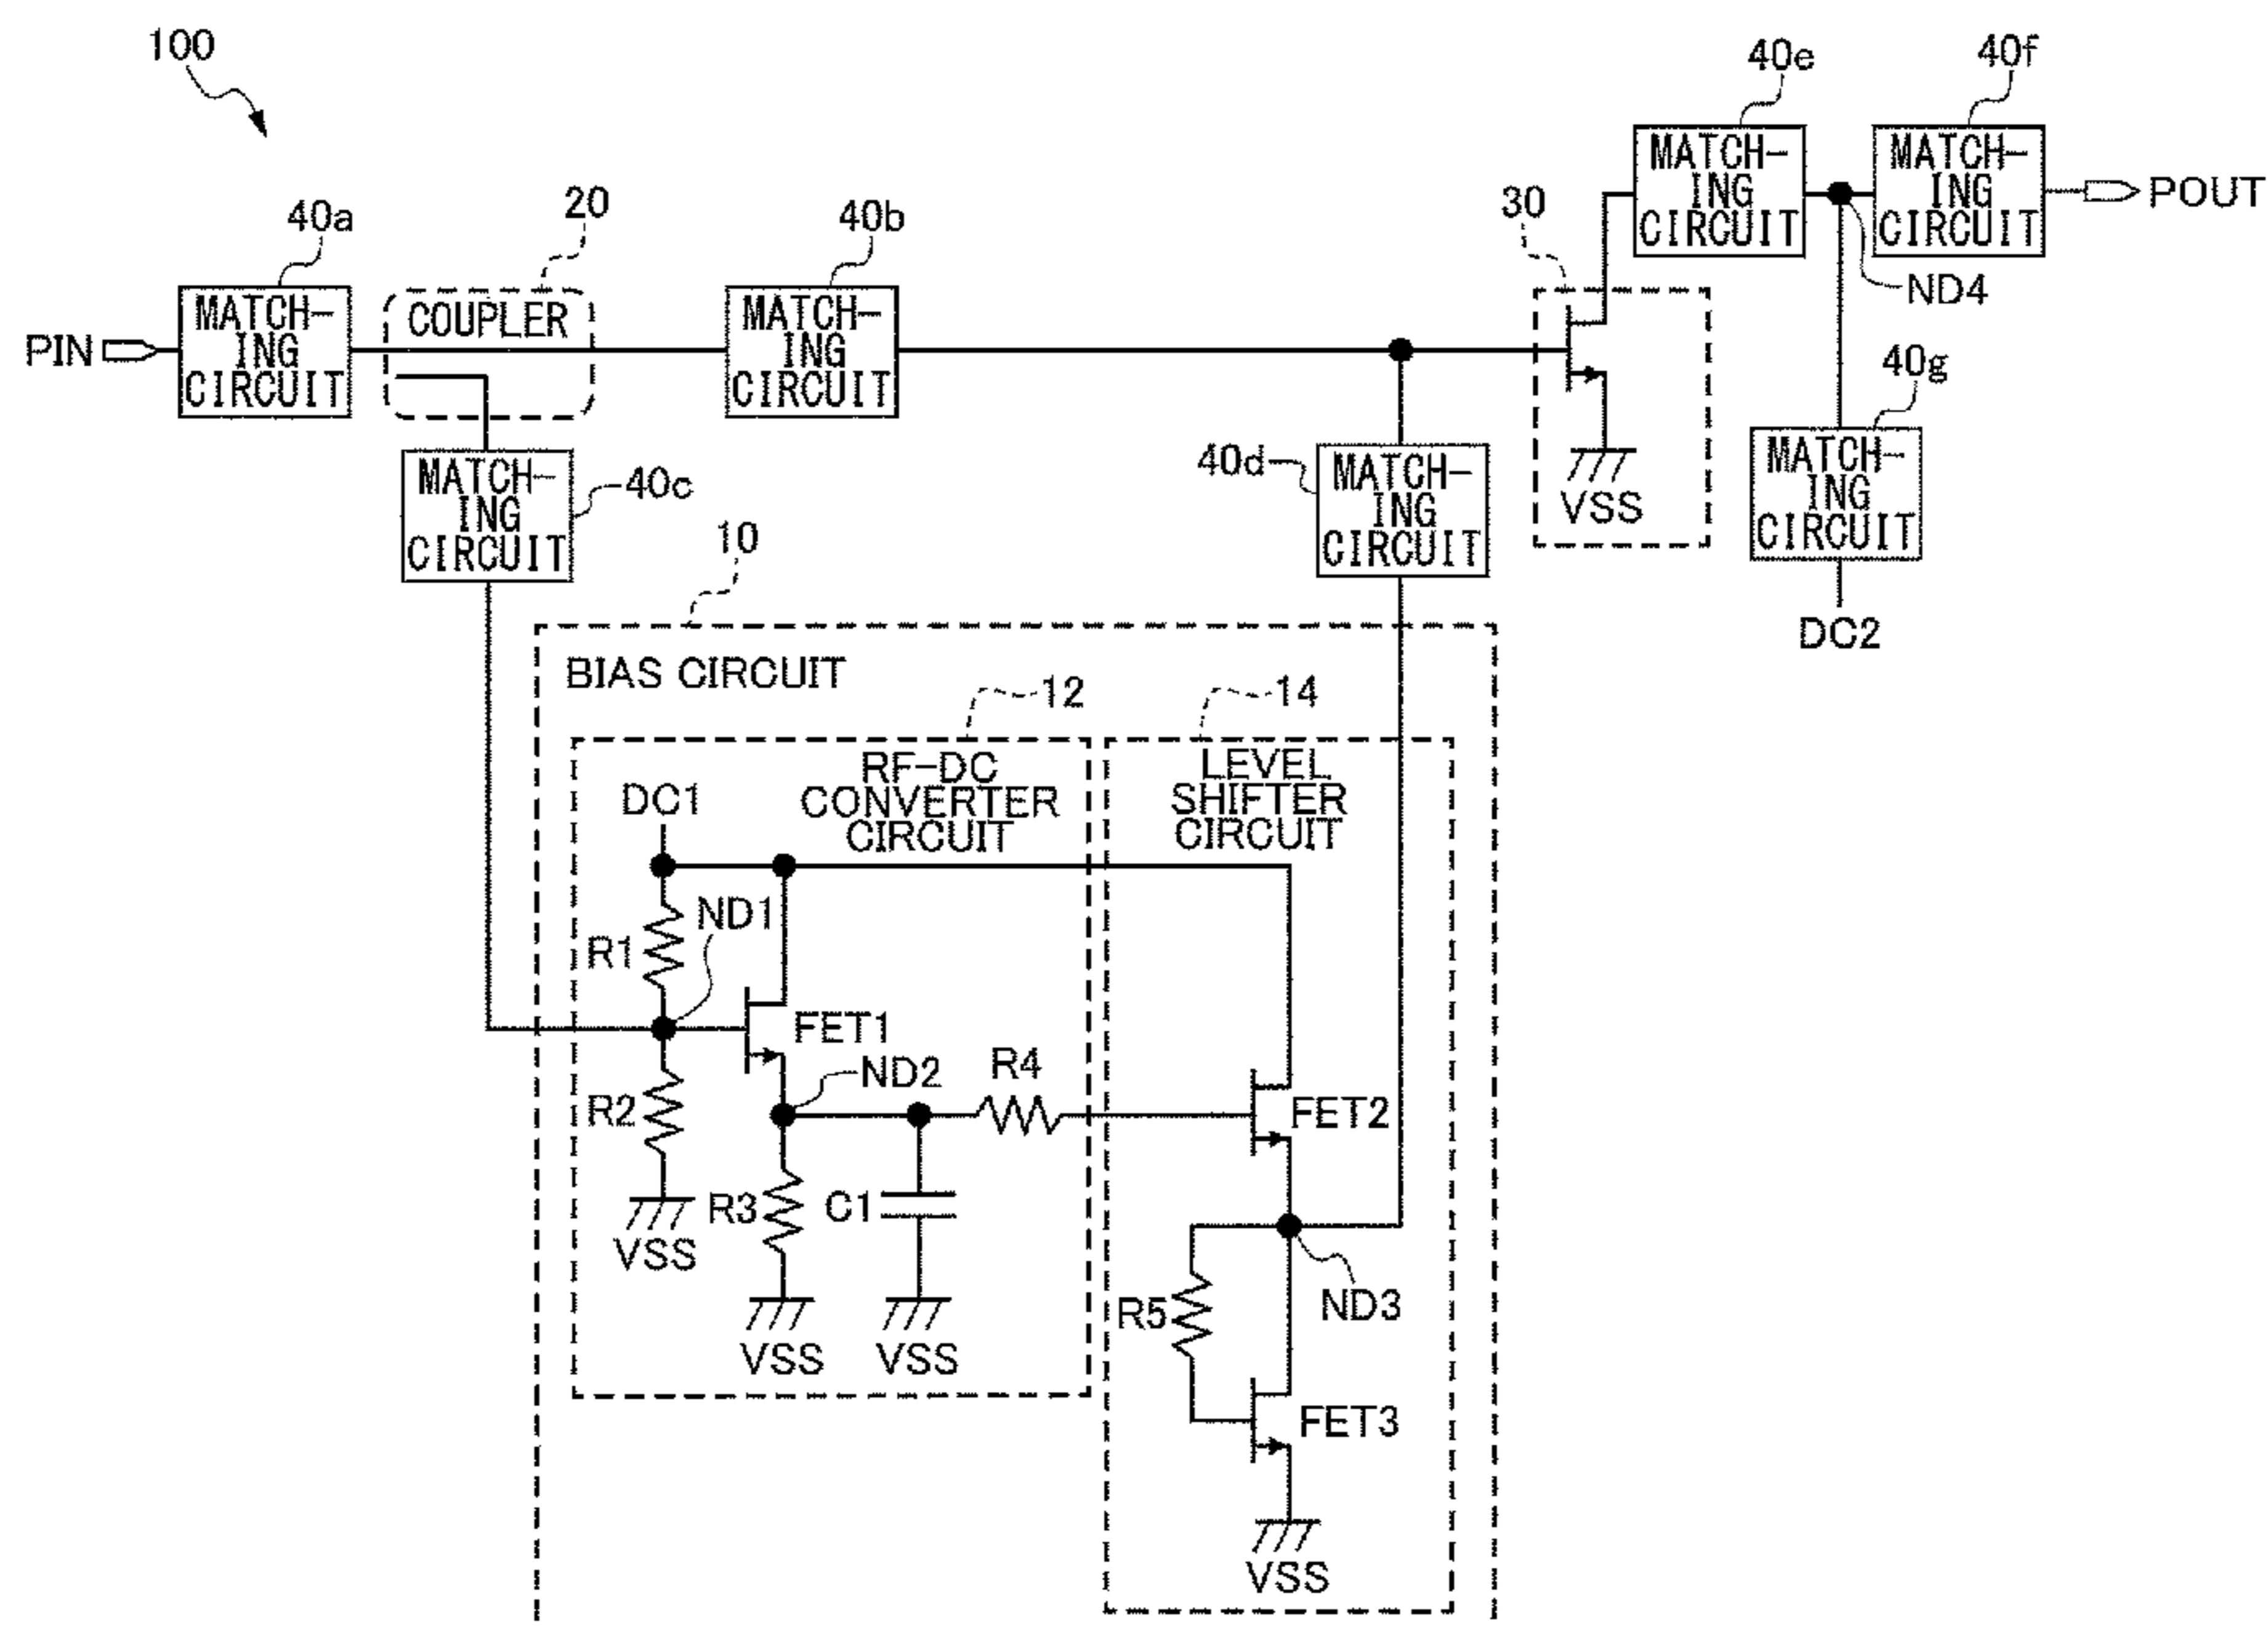 100
40e
40f
MATCH-
ING
CIRCUIT
MATCH-
ING
CIRCUIT
POUT
20
30
40a
40b
ND4
MATCH-
ING
CIRCUIT
COUPLER
MATCH-
ING
CIRCUIT
PIN
40g
40c
MATCH-
ING
CIRCUIT
40d
MATCH-
ING
CIRCUIT
VSS
MATCH-
ING
CIRCUIT
DC2
10
BIAS CIRCUIT
12
14
RF-DC
CONVERTER
CIRCUIT
LEVEL
SHIFTER
CIRCUIT
DC1
ND1
R1
FET1
ND2
R4
R2
FET2
R3
C1
VSS
ND3
R5
VSS
VSS
FET3
VSS